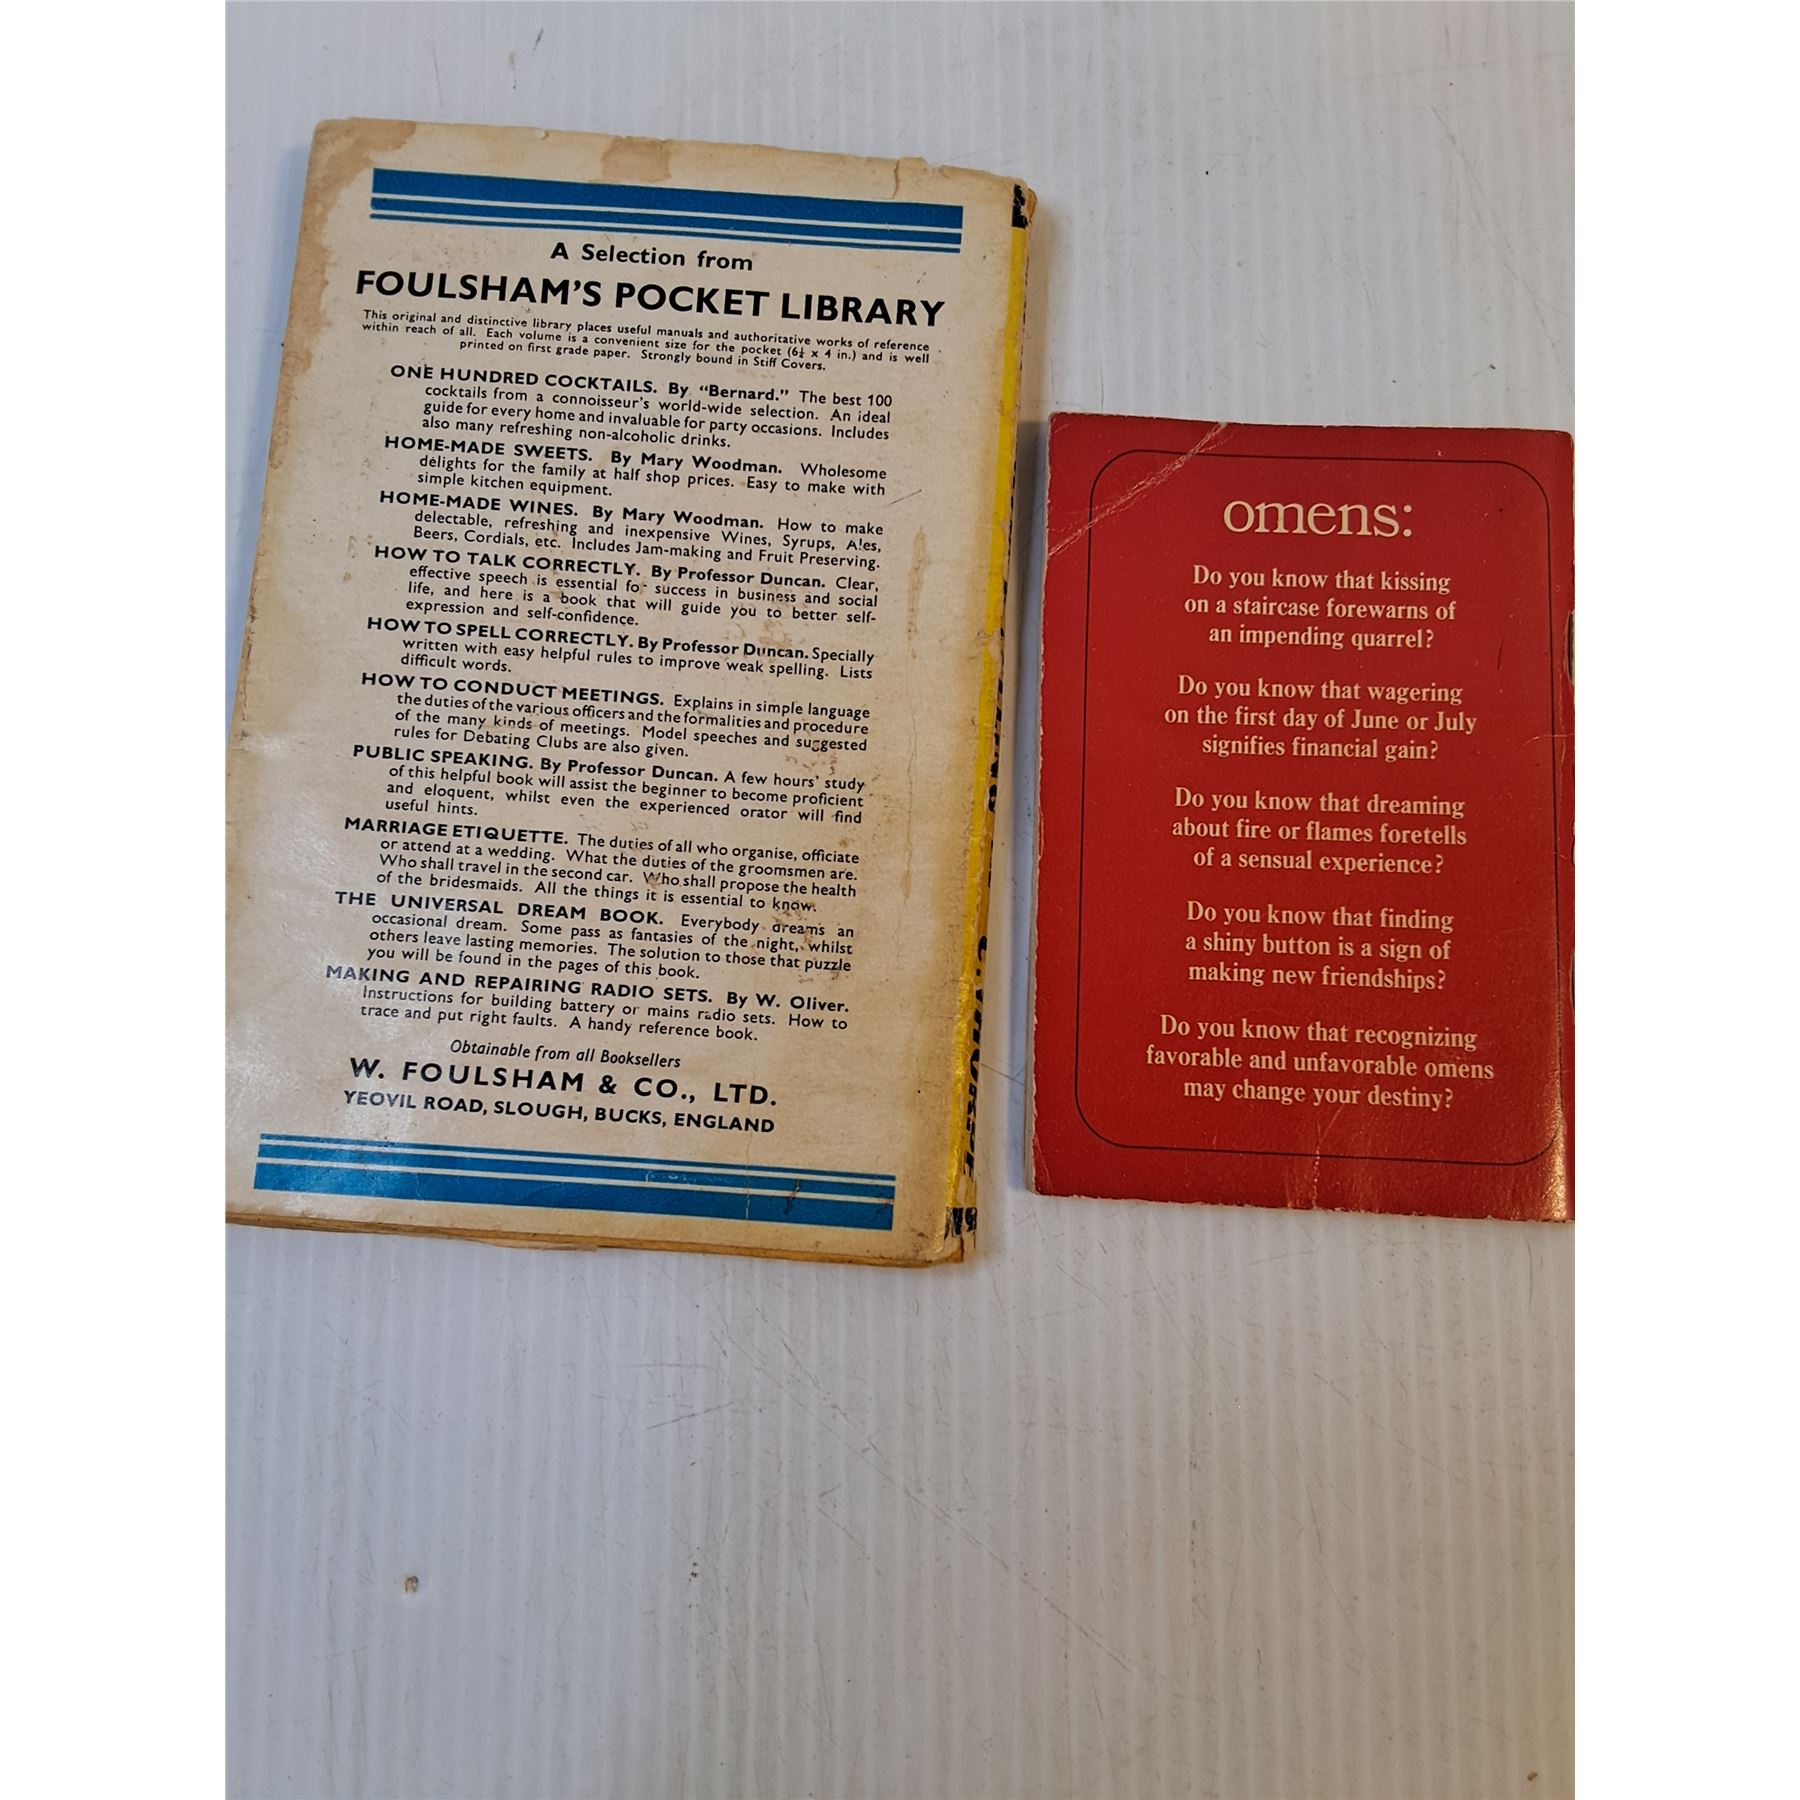 A Selection from
FOULSHAM'S POCKET LIBRARY
This original and distinctive library places useful manuals and authoritative works of reference
within reach of all. Each volume is a convenient size for the pocket (6½ x 4 in.) and is well
printed on first grade paper. Strongly bound in Stiff Covers.
ONE HUNDRED COCKTAILS. By "Bernard." The best 100
cocktails from a connoisseur's world-wide selection. An ideal
guide for every home and invaluable for party occasions. Includes
also many refreshing non-alcoholic drinks.
HOME-MADE SWEETS. By Mary Woodman. Wholesome
delights for the family at half shop prices. Easy to make with
simple kitchen equipment.
HOME-MADE WINES. By Mary Woodman. How to make
delectable, refreshing and inexpensive Wines, Syrups, Ales,
Beers, Cordials, etc. Includes Jam-making and Fruit Preserving.
HOW TO TALK CORRECTLY. By Professor Duncan. Clear,
effective speech is essential for success in business and social
life, and here is a book that will guide you to better self-
expression and self-confidence.
HOW TO SPELL CORRECTLY. By Professor Duncan. Specially
written with easy helpful rules to improve weak spelling. Lists
difficult words.
HOW TO CONDUCT MEETINGS. Explains in simple language
the duties of the various officers and the formalities and procedure
of the many kinds of meetings. Model speeches and suggested
rules for Debating Clubs are also given.
PUBLIC SPEAKING. By Professor Duncan. A few hours' study
of this helpful book will assist the beginner to become proficient
and eloquent, whilst even the experienced orator will find
useful hints.
MARRIAGE ETIQUETTE. The duties of all who organise, officiate
or attend at a wedding. What the duties of the groomsmen are.
Who shall travel in the second car. Who shall propose the health
of the bridesmaids. All the things it is essential to know.
THE UNIVERSAL DREAM BOOK. Everybody dreams an
occasional dream. Some pass as fantasies of the night, whilst
others leave lasting memories. The solution to those that puzzle
you will be found in the pages of this book.
MAKING AND REPAIRING RADIO SETS. By W. Oliver.
Instructions for building battery or mains radio sets. How to
trace and put right faults. A handy reference book.
Obtainable from all Booksellers
W. FOULSHAM & CO., LTD.
YEOVIL ROAD, SLOUGH, BUCKS, ENGLAND
omens:
Do you know that kissing
on a staircase forewarns of
an impending quarrel?
Do you know that wagering
on the first day of June or July
signifies financial gain?
Do you know that dreaming
about fire or flames foretells
of a sensual experience?
Do you know that finding
a shiny button is a sign of
making new friendships?
Do you know that recognizing
favorable and unfavorable omens
may change your destiny?